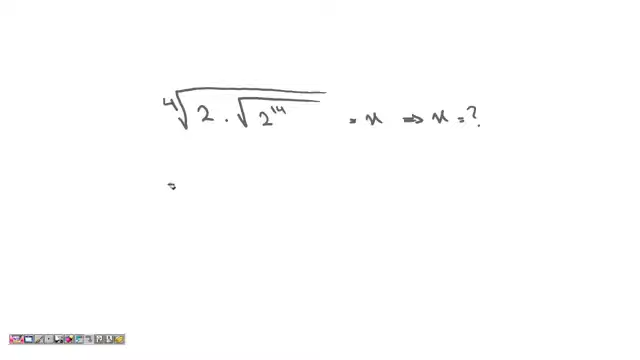 ⁴√(2 · √(2¹⁴)) = x ⇒ x = ?
=